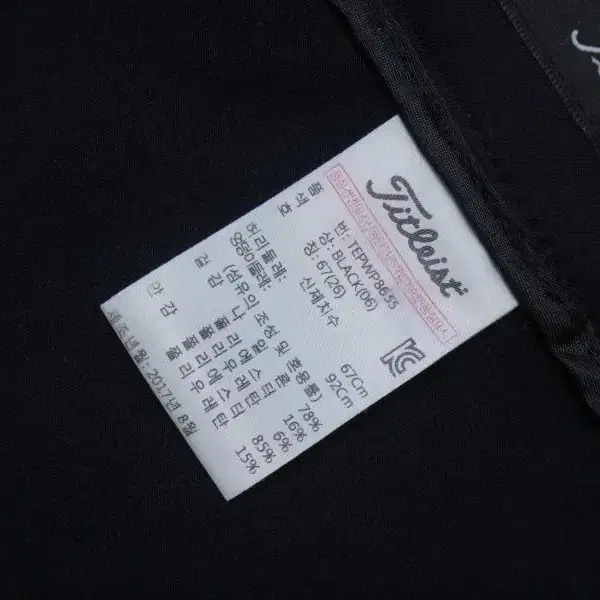 Titleist
품 번: TEPWP8655
색 상: BLACK(06)
호 칭: 67(26)
신체치수
허리둘레: 67Cm
엉덩이둘레: 92Cm
(섬유의 조성 및 혼용률)
겉 감 나 일 론 78%
폴 리 에 스 터 16%
폴 리 우 레 탄 6%
안 감 폴 리 에 스 터 85%
폴 리 우 레 탄 15%
제조년월: 2017년 8월